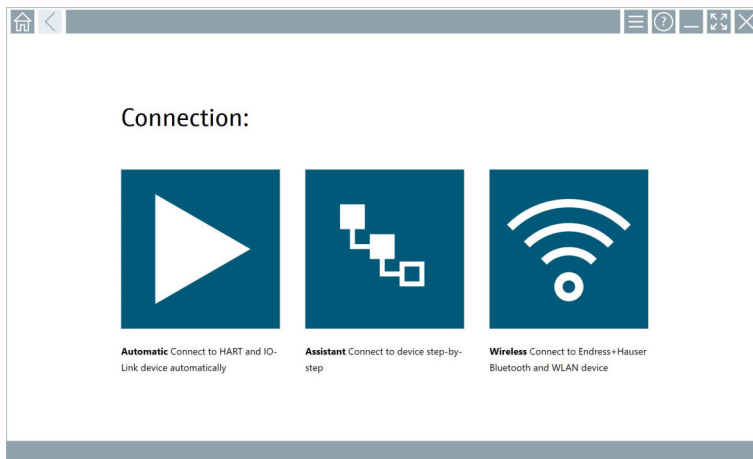 Connection:
Automatic Connect to HART and IO-
Link device automatically
Assistant Connect to device step-by-
step
Wireless Connect to Endress+Hauser
Bluetooth and WLAN device